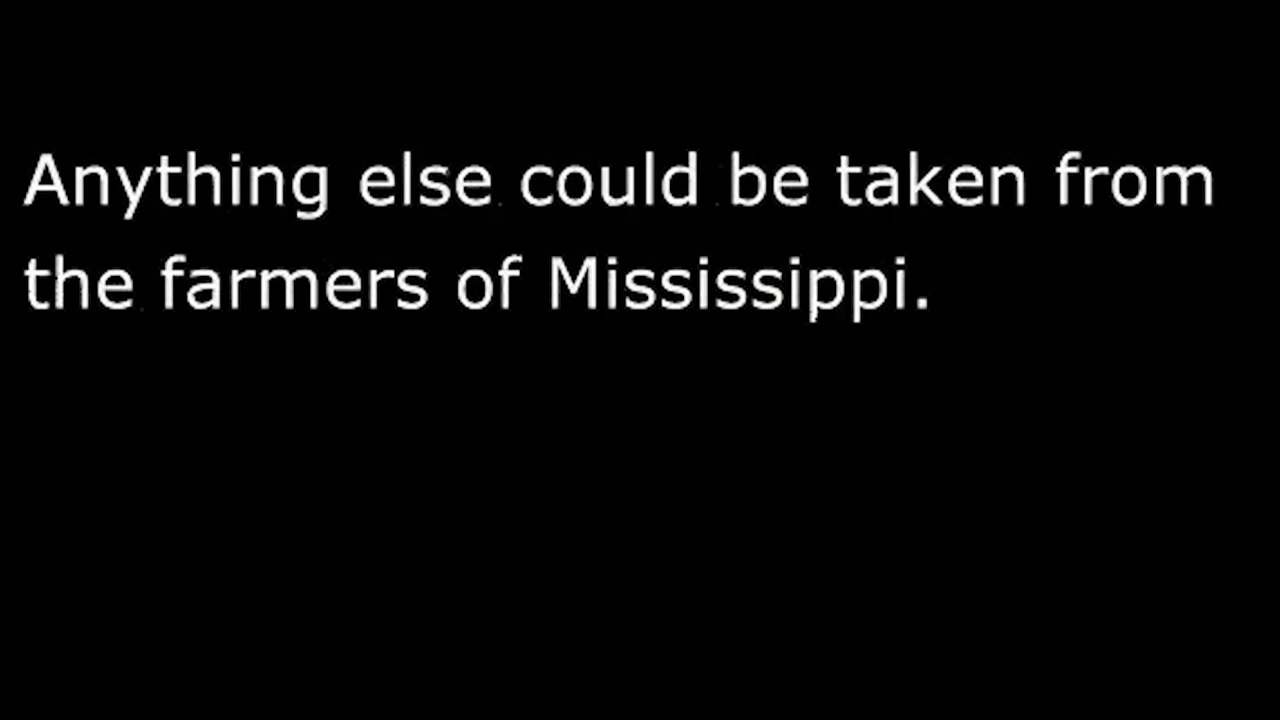 Anything else could be taken from
the farmers of Mississippi.